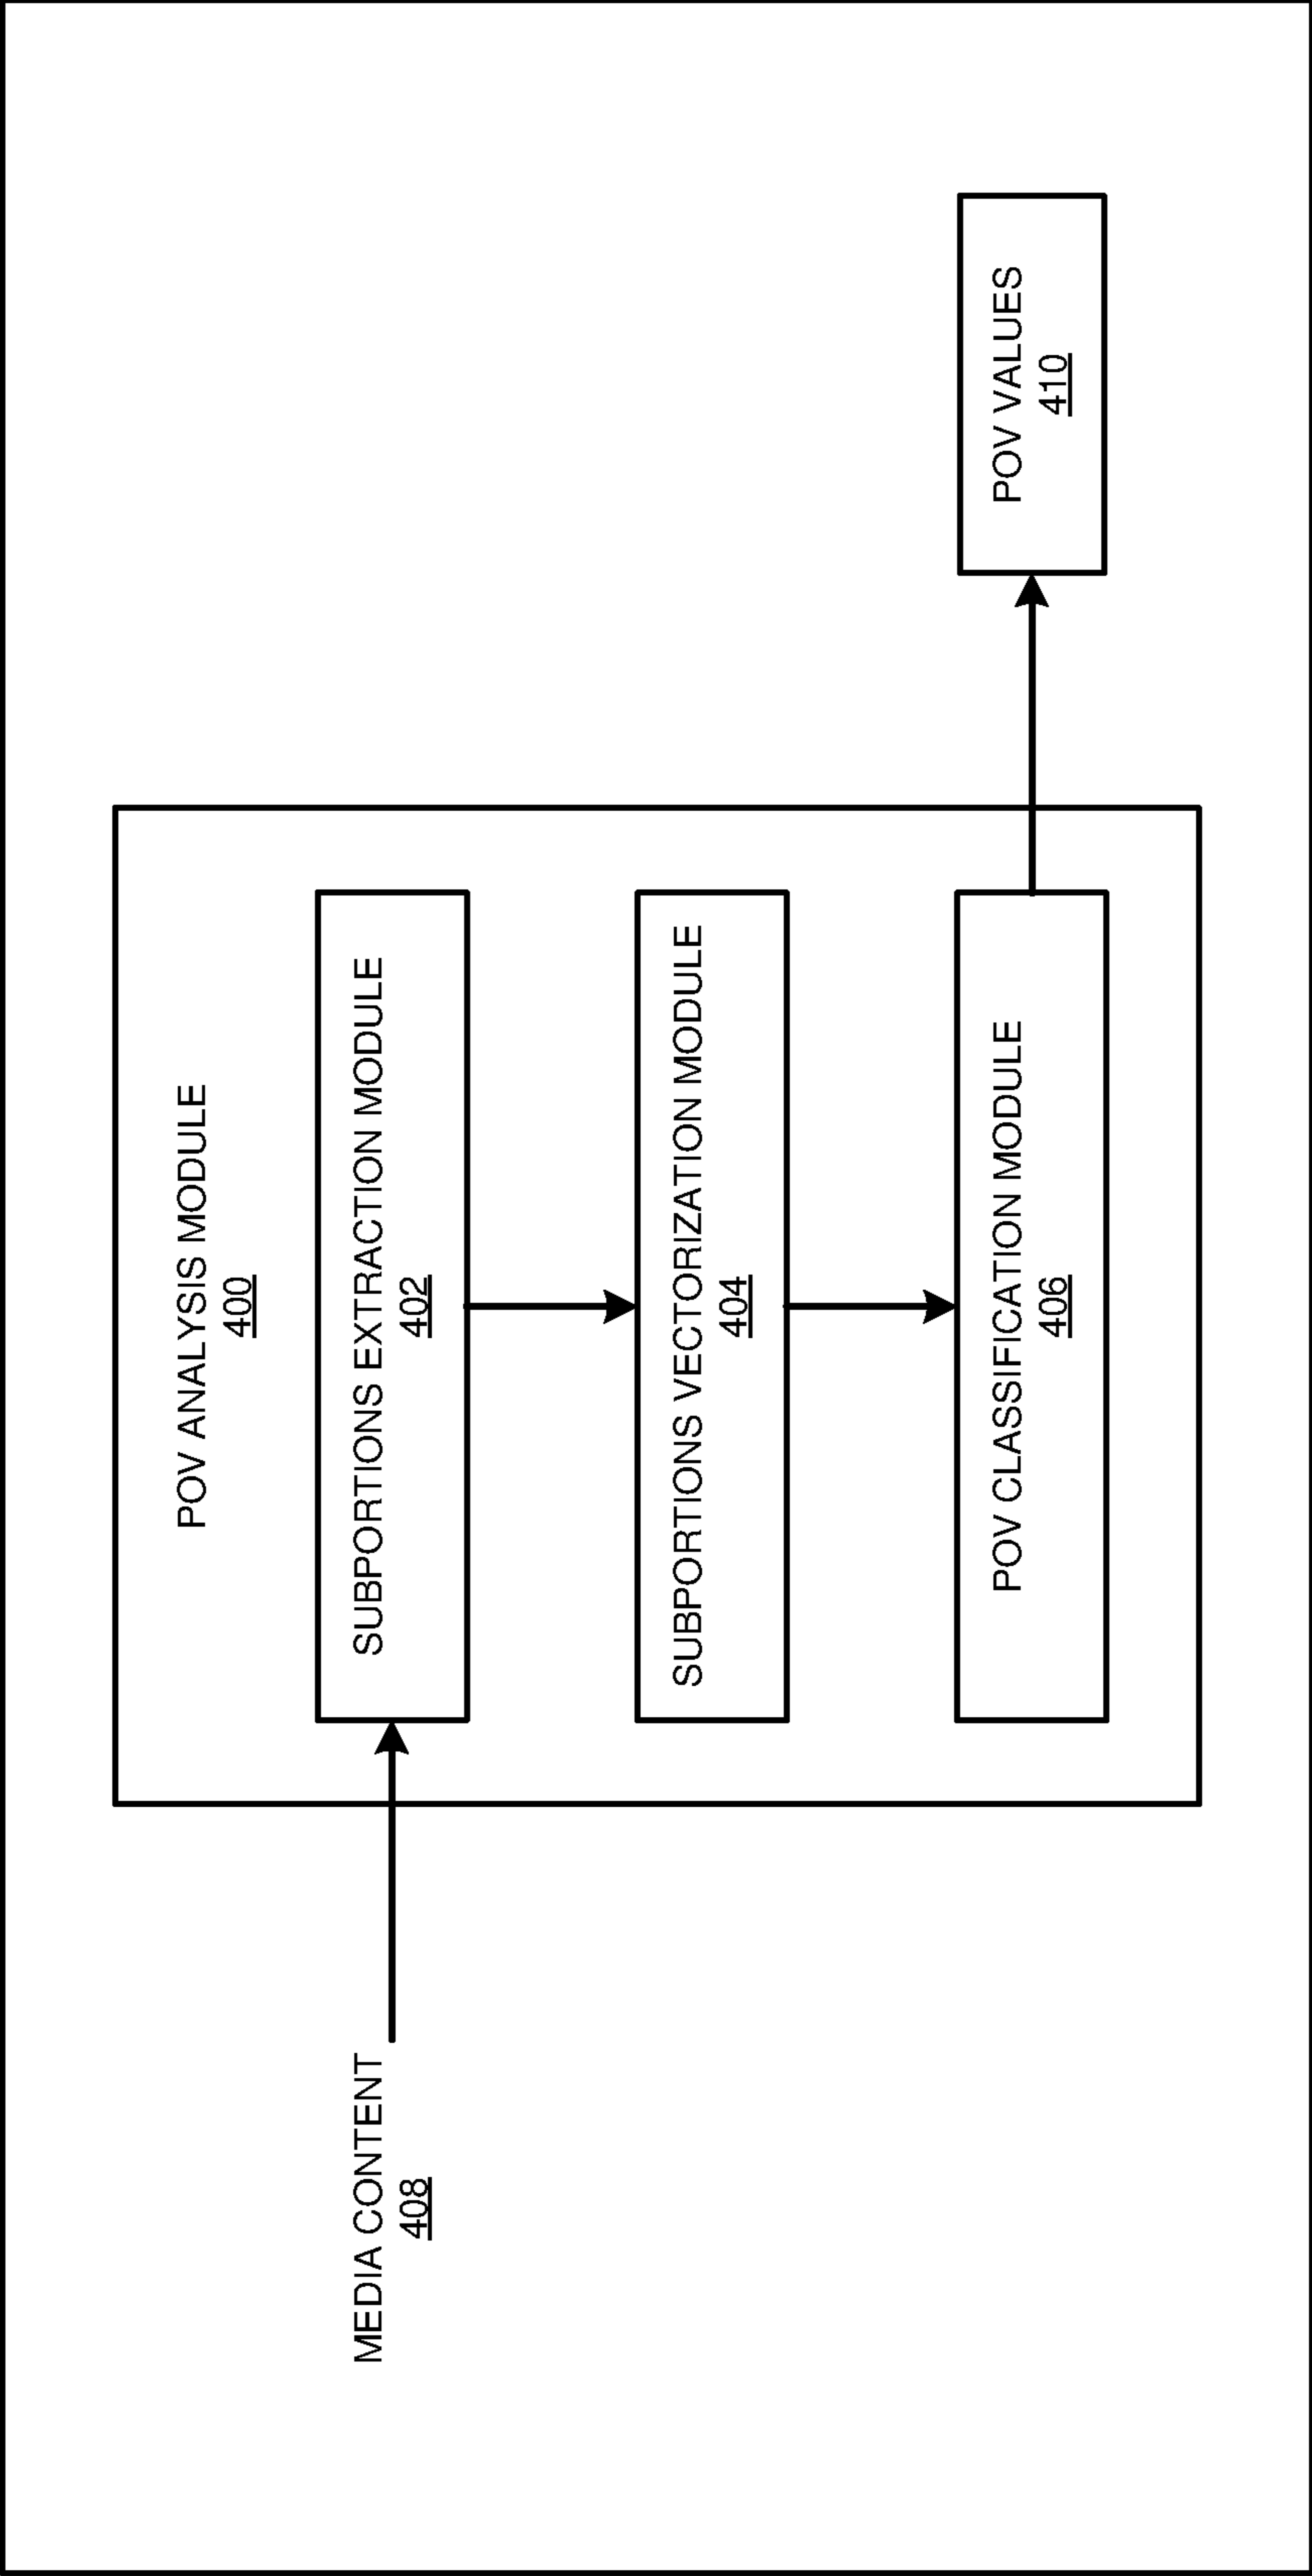 POV ANALYSIS MODULE
400
MEDIA CONTENT
408
SUBPORTIONS EXTRACTION MODULE
402
SUBPORTIONS VECTORIZATION MODULE
404
POV CLASSIFICATION MODULE
406
POV VALUES
410